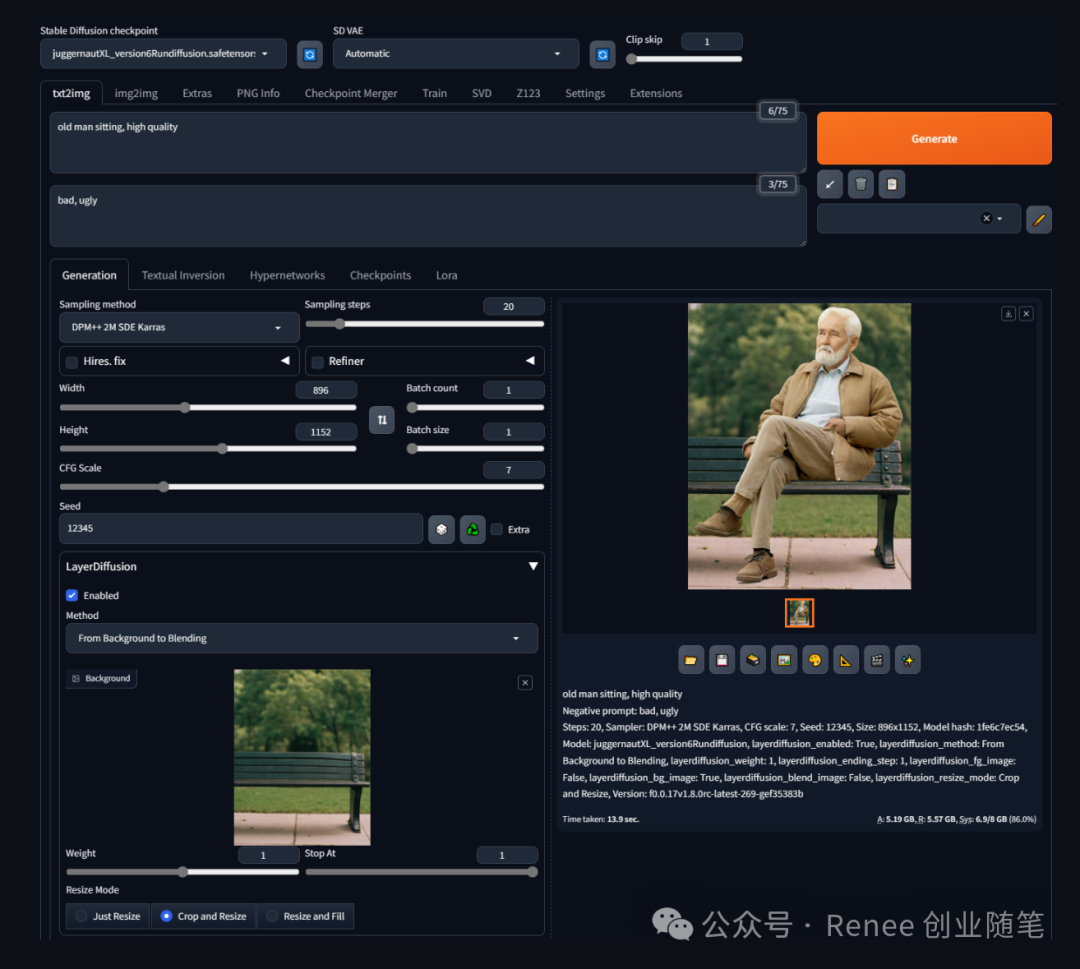 Stable Diffusion checkpoint
SD VAE
Clip skip
1
juggernautXL_version6Rundiffusion.safetensors
Automatic
txt2img
img2img
Extras
PNG Info
Checkpoint Merger
Train
SVD
Z123
Settings
Extensions
6/75
old man sitting, high quality
Generate
3/75
bad, ugly
Generation
Textual Inversion
Hypernetworks
Checkpoints
Lora
Sampling method
Sampling steps
20
DPM++ 2M SDE Karras
Hires. fix
Refiner
Width
896
Batch count
1
Height
1152
Batch size
1
CFG Scale
7
Seed
12345
Extra
LayerDiffusion
Enabled
Method
From Background to Blending
Background
Weight
1
Stop At
1
Resize Mode
Just Resize
Crop and Resize
Resize and Fill
old man sitting, high quality
Negative prompt: bad, ugly
Steps: 20, Sampler: DPM++ 2M SDE Karras, CFG scale: 7, Seed: 12345, Size: 896x1152, Model hash: 1fe6c7ec54,
Model: juggernautXL_version6Rundiffusion, layerdiffusion_enabled: True, layerdiffusion_method: From
Background to Blending, layerdiffusion_weight: 1, layerdiffusion_ending_step: 1, layerdiffusion_fg_image:
False, layerdiffusion_bg_image: True, layerdiffusion_blend_image: False, layerdiffusion_resize_mode: Crop
and Resize, Version: f0.0.17v1.8.0rc-latest-269-gef35383b
Time taken: 13.9 sec.
A: 5.19 GB, R: 5.57 GB, Sys: 6.9/8 GB (86.0%)
公众号 · Renee 创业随笔